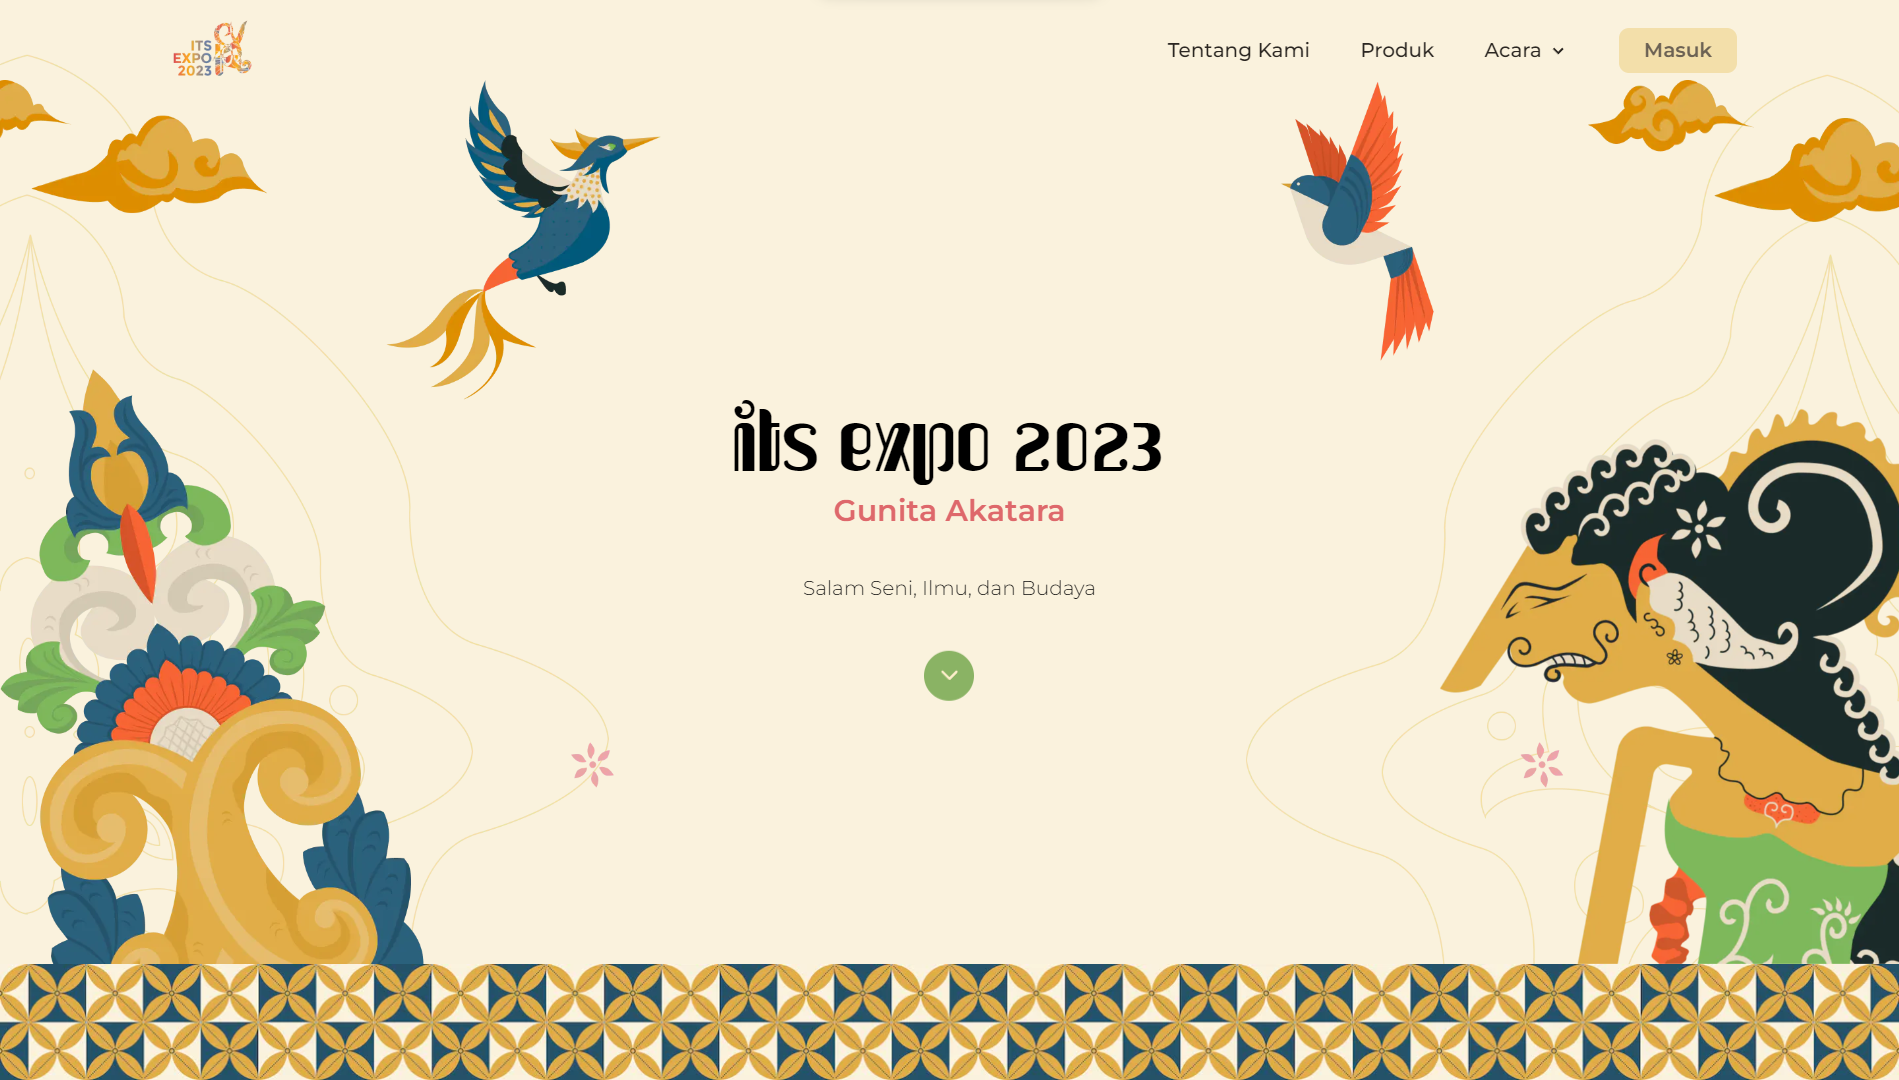 ITS
EXPO
2023
Tentang Kami
Produk
Acara
Masuk
its expo 2023
Gunita Akatara
Salam Seni, Ilmu, dan Budaya